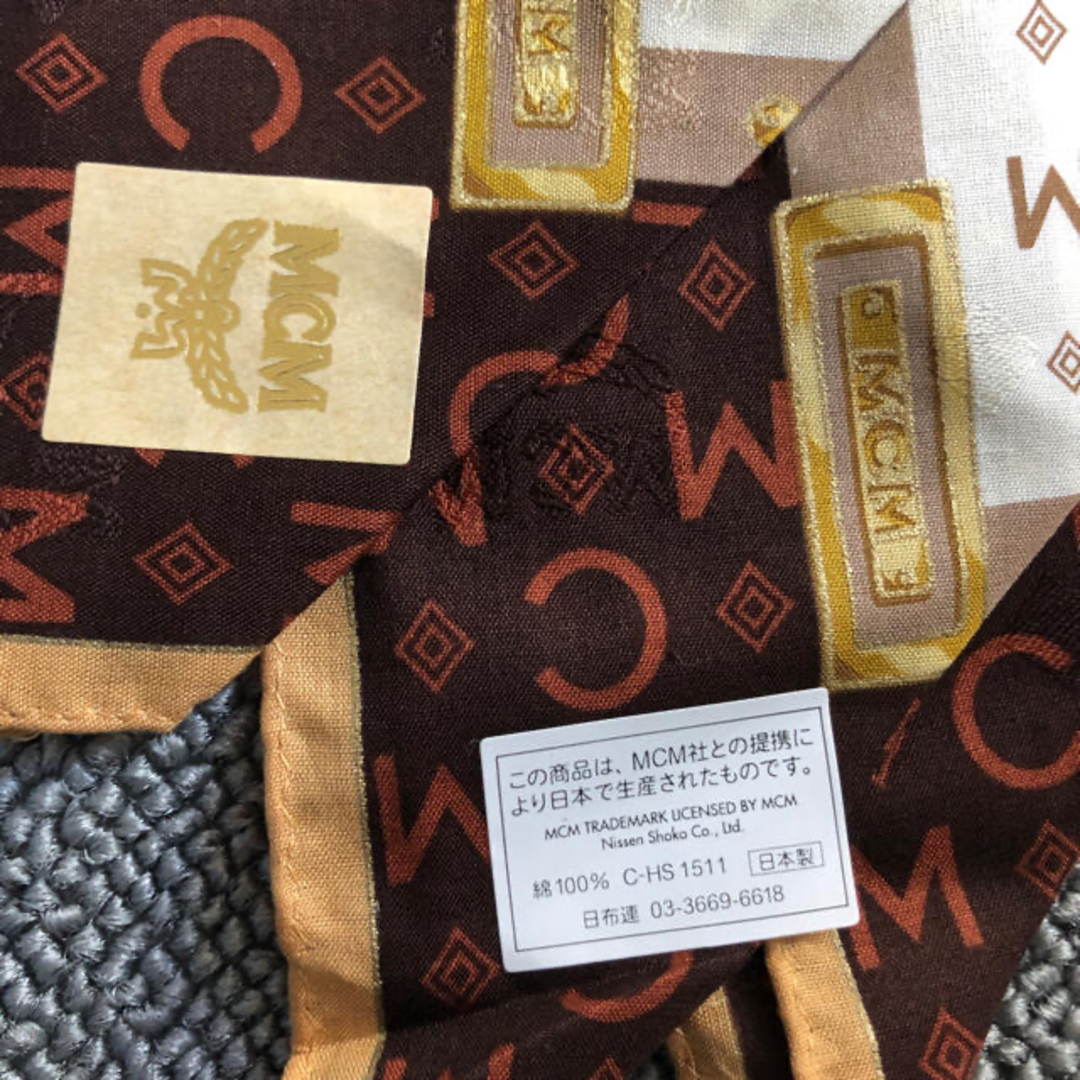 MCM
MCM
この商品は、MCM社との提携に
より日本で生産されたものです。
MCM TRADEMARK LICENSED BY MCM
Nissen Shoko Co., Ltd.
綿100% C-HS 1511 日本製
日布連 03-3669-6618